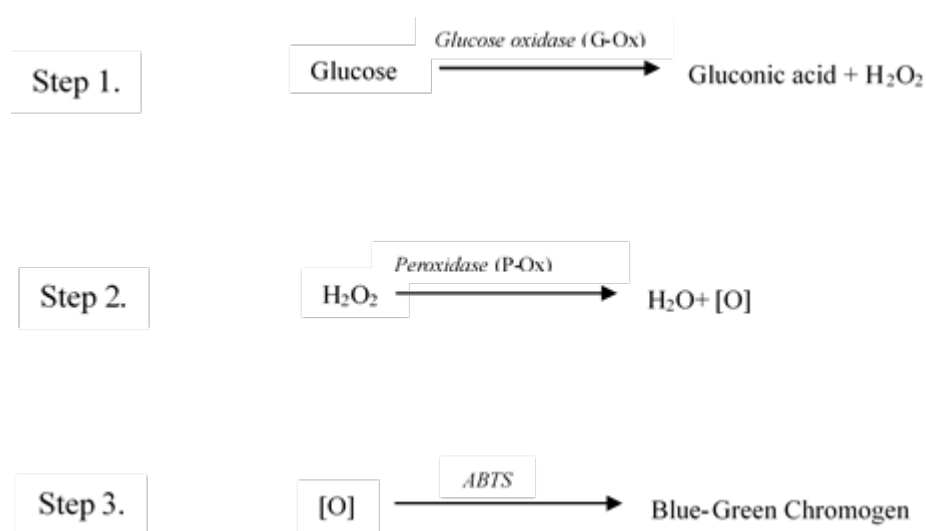 Glucose oxidase (G-Ox)
Step 1. Glucose Gluconic acid + H₂O₂
Peroxidase (P-Ox)
Step 2. H₂O₂ H₂O+ [O]
ABTS
Step 3. [O] Blue-Green Chromogen